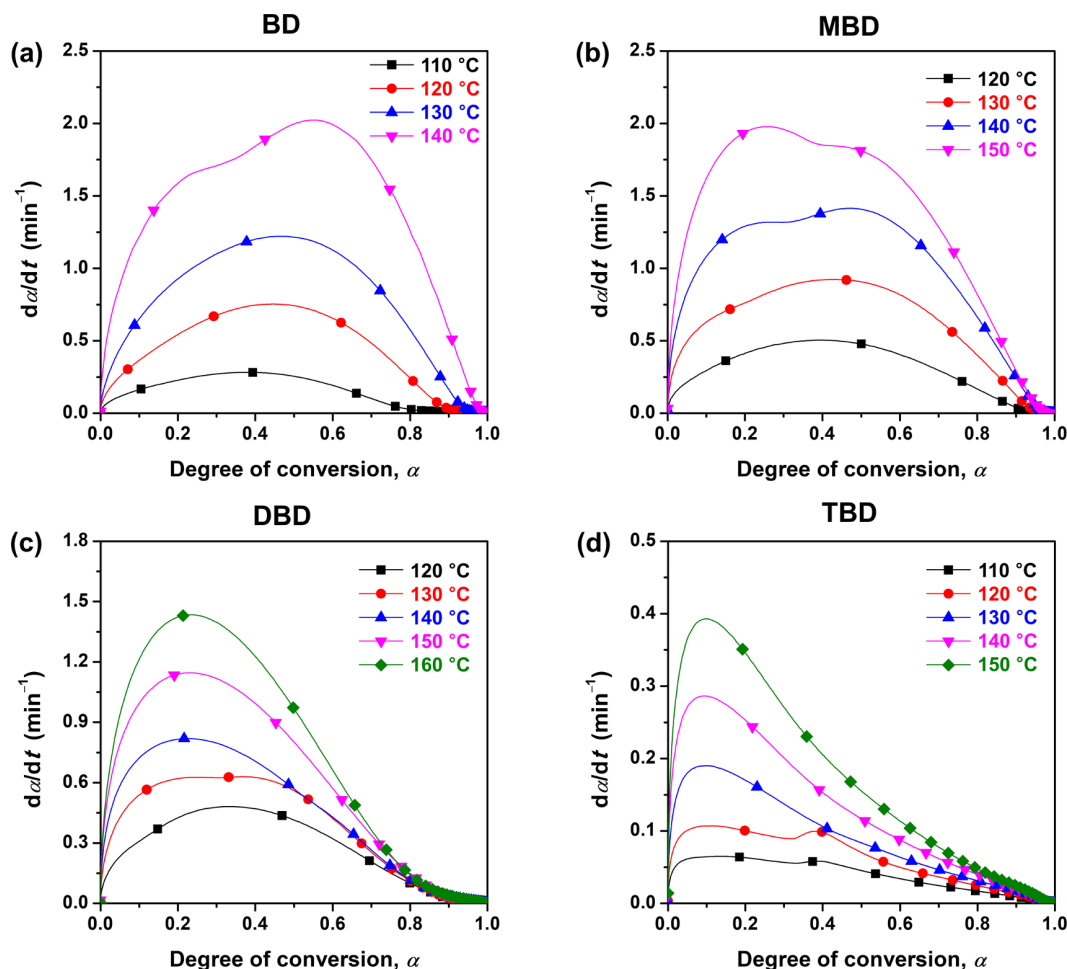 BD
(a)
2.5
2.0
1.5
1.0
0.5
0.0
dα/dt (min⁻¹)
110 °C
120 °C
130 °C
140 °C
0.0 0.2 0.4 0.6 0.8 1.0
Degree of conversion, α
MBD
(b)
2.5
2.0
1.5
1.0
0.5
0.0
dα/dt (min⁻¹)
120 °C
130 °C
140 °C
150 °C
0.0 0.2 0.4 0.6 0.8 1.0
Degree of conversion, α
DBD
(c)
1.8
1.5
1.2
0.9
0.6
0.3
0.0
dα/dt (min⁻¹)
120 °C
130 °C
140 °C
150 °C
160 °C
0.0 0.2 0.4 0.6 0.8 1.0
Degree of conversion, α
TBD
(d)
0.5
0.4
0.3
0.2
0.1
0.0
dα/dt (min⁻¹)
110 °C
120 °C
130 °C
140 °C
150 °C
0.0 0.2 0.4 0.6 0.8 1.0
Degree of conversion, α